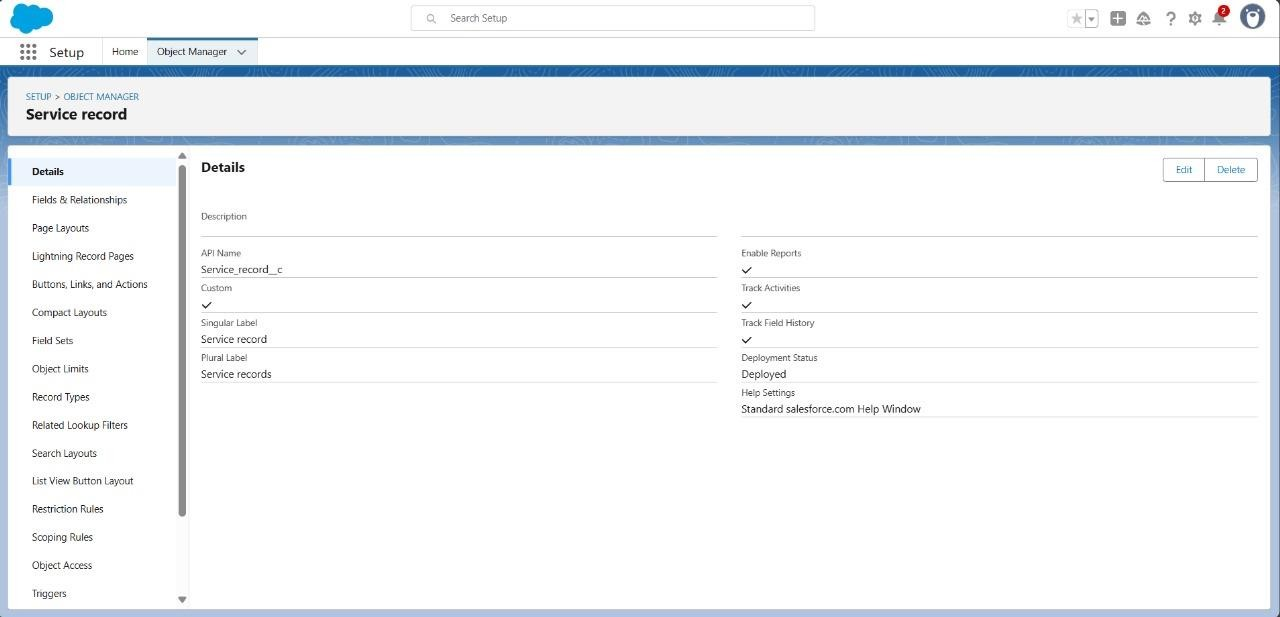 Search Setup
2
Setup
Home
Object Manager
SETUP > OBJECT MANAGER
Service record
Details
Fields & Relationships
Page Layouts
Lightning Record Pages
Buttons, Links, and Actions
Compact Layouts
Field Sets
Object Limits
Record Types
Related Lookup Filters
Search Layouts
List View Button Layout
Restriction Rules
Scoping Rules
Object Access
Triggers
Details
Edit
Delete
Description
API Name
Service_record__c
Custom
Singular Label
Service record
Plural Label
Service records
Enable Reports
Track Activities
Track Field History
Deployment Status
Deployed
Help Settings
Standard salesforce.com Help Window